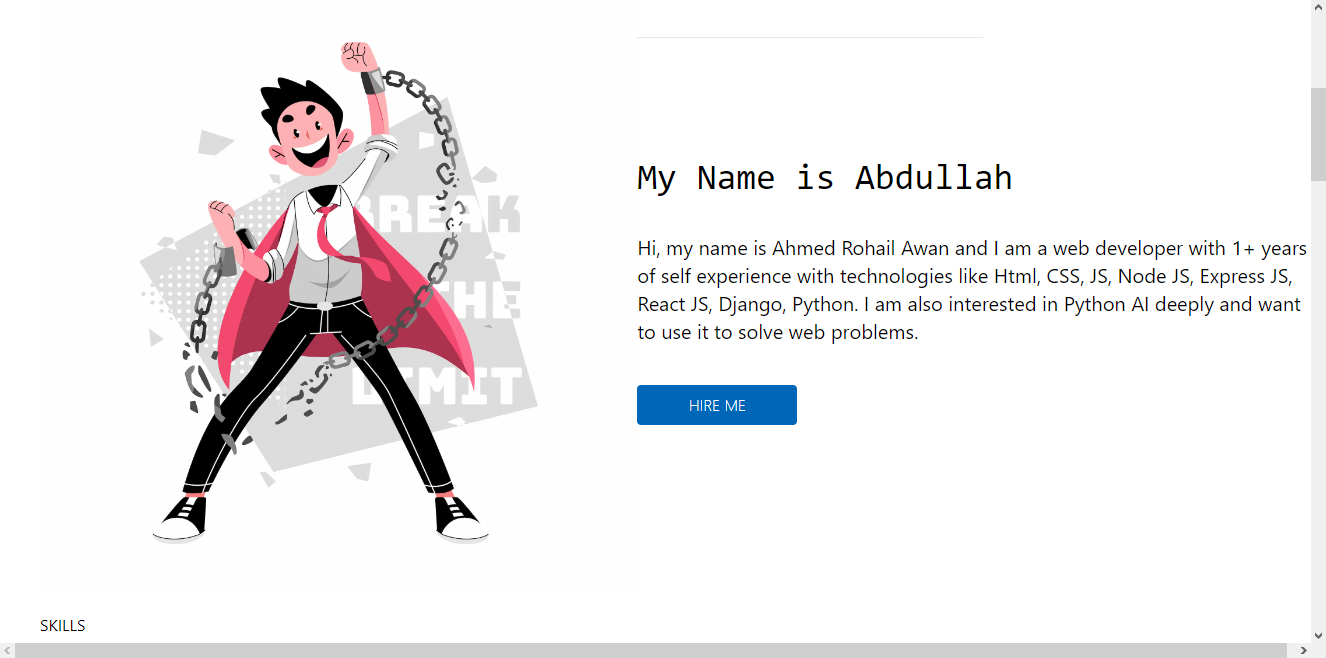 BREAK
THE
LIMIT
My Name is Abdullah
Hi, my name is Ahmed Rohail Awan and I am a web developer with 1+ years
of self experience with technologies like Html, CSS, JS, Node JS, Express JS,
React JS, Django, Python. I am also interested in Python AI deeply and want
to use it to solve web problems.
HIRE ME
SKILLS